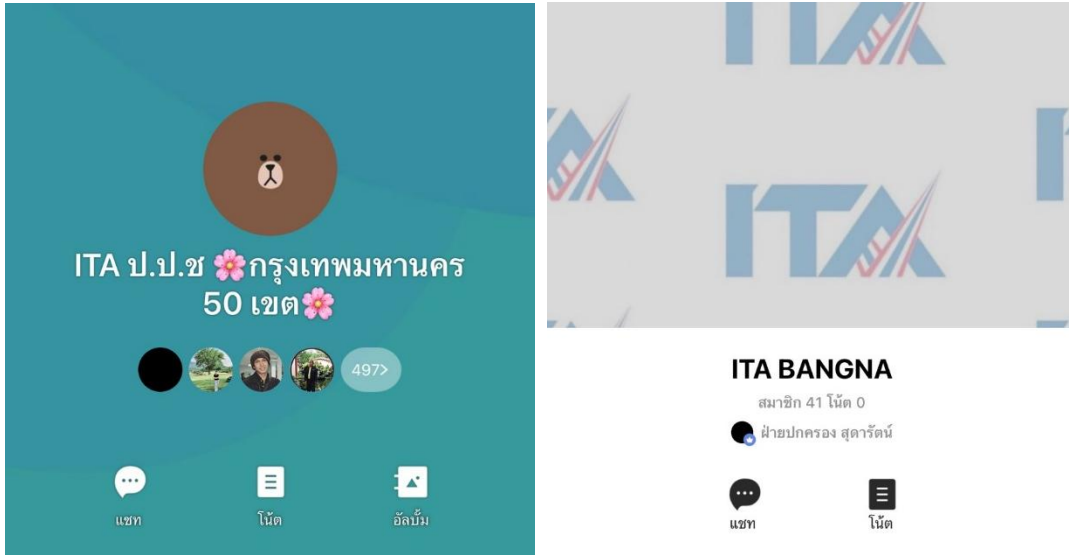 ITA ป.ป.ช 🌸กรุงเทพมหานคร
50 เขต🌸
497>
แชท
โน้ต
อัลบั้ม
ITA
ITA
ITA BANGNA
สมาชิก 41 โน้ต 0
ฝ่ายปกครอง สุดารัตน์
แชท
โน้ต